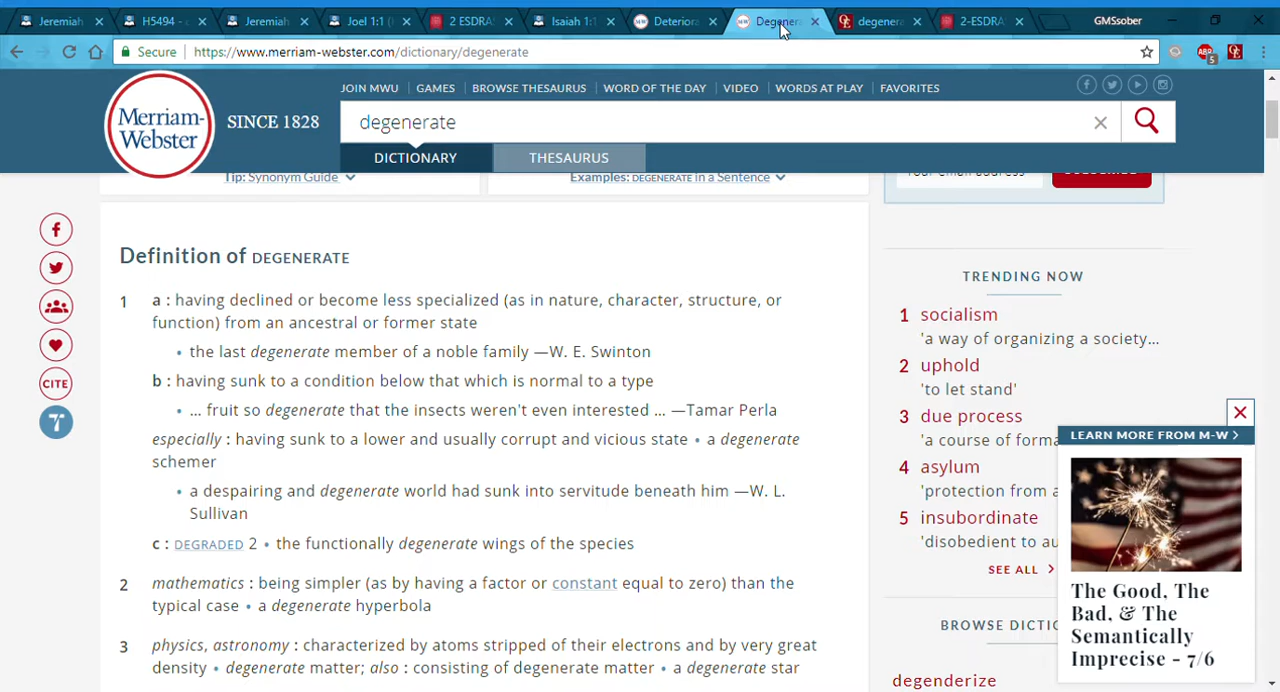 Jeremiah
H5494 -
Jeremiah
Joel 1:1 (
2 ESDRAS
Isaiah 1:1
Deteriora
Degenera
degenera
2-ESDRA
GMSsober
Secure
https://www.merriam-webster.com/dictionary/degenerate
JOIN MWU
GAMES
BROWSE THESAURUS
WORD OF THE DAY
VIDEO
WORDS AT PLAY
FAVORITES
Merriam-
Webster
SINCE 1828
degenerate
DICTIONARY
THESAURUS
Tip: Synonym Guide
Examples: DEGENERATE in a Sentence
Your email address
SUBSCRIBE
Definition of DEGENERATE
1 a : having declined or become less specialized (as in nature, character, structure, or
function) from an ancestral or former state
• the last degenerate member of a noble family —W. E. Swinton
b : having sunk to a condition below that which is normal to a type
• ... fruit so degenerate that the insects weren't even interested ... —Tamar Perla
especially : having sunk to a lower and usually corrupt and vicious state • a degenerate
schemer
• a despairing and degenerate world had sunk into servitude beneath him —W. L.
Sullivan
c : DEGRADED 2 • the functionally degenerate wings of the species
2 mathematics : being simpler (as by having a factor or constant equal to zero) than the
typical case • a degenerate hyperbola
3 physics, astronomy : characterized by atoms stripped of their electrons and by very great
density • degenerate matter; also : consisting of degenerate matter • a degenerate star
CITE
TRENDING NOW
1 socialism
'a way of organizing a society...
2 uphold
'to let stand'
3 due process
'a course of forma
4 asylum
'protection from a
5 insubordinate
'disobedient to au
SEE ALL
BROWSE DICTIO
degenderize
LEARN MORE FROM M-W
The Good, The
Bad, & The
Semantically
Imprecise - 7/6